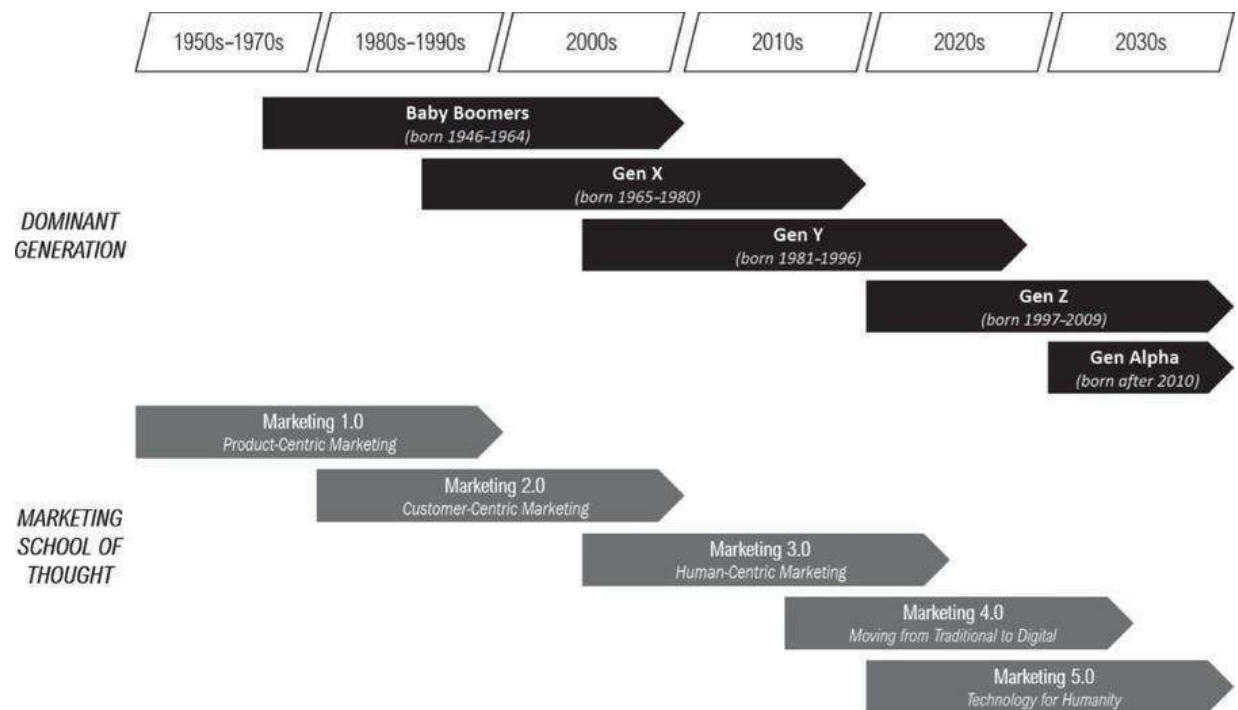 1950s–1970s
1980s–1990s
2000s
2010s
2020s
2030s
DOMINANT
GENERATION
Baby Boomers
(born 1946–1964)
Gen X
(born 1965–1980)
Gen Y
(born 1981–1996)
Gen Z
(born 1997–2009)
Gen Alpha
(born after 2010)
MARKETING
SCHOOL OF
THOUGHT
Marketing 1.0
Product-Centric Marketing
Marketing 2.0
Customer-Centric Marketing
Marketing 3.0
Human-Centric Marketing
Marketing 4.0
Moving from Traditional to Digital
Marketing 5.0
Technology for Humanity